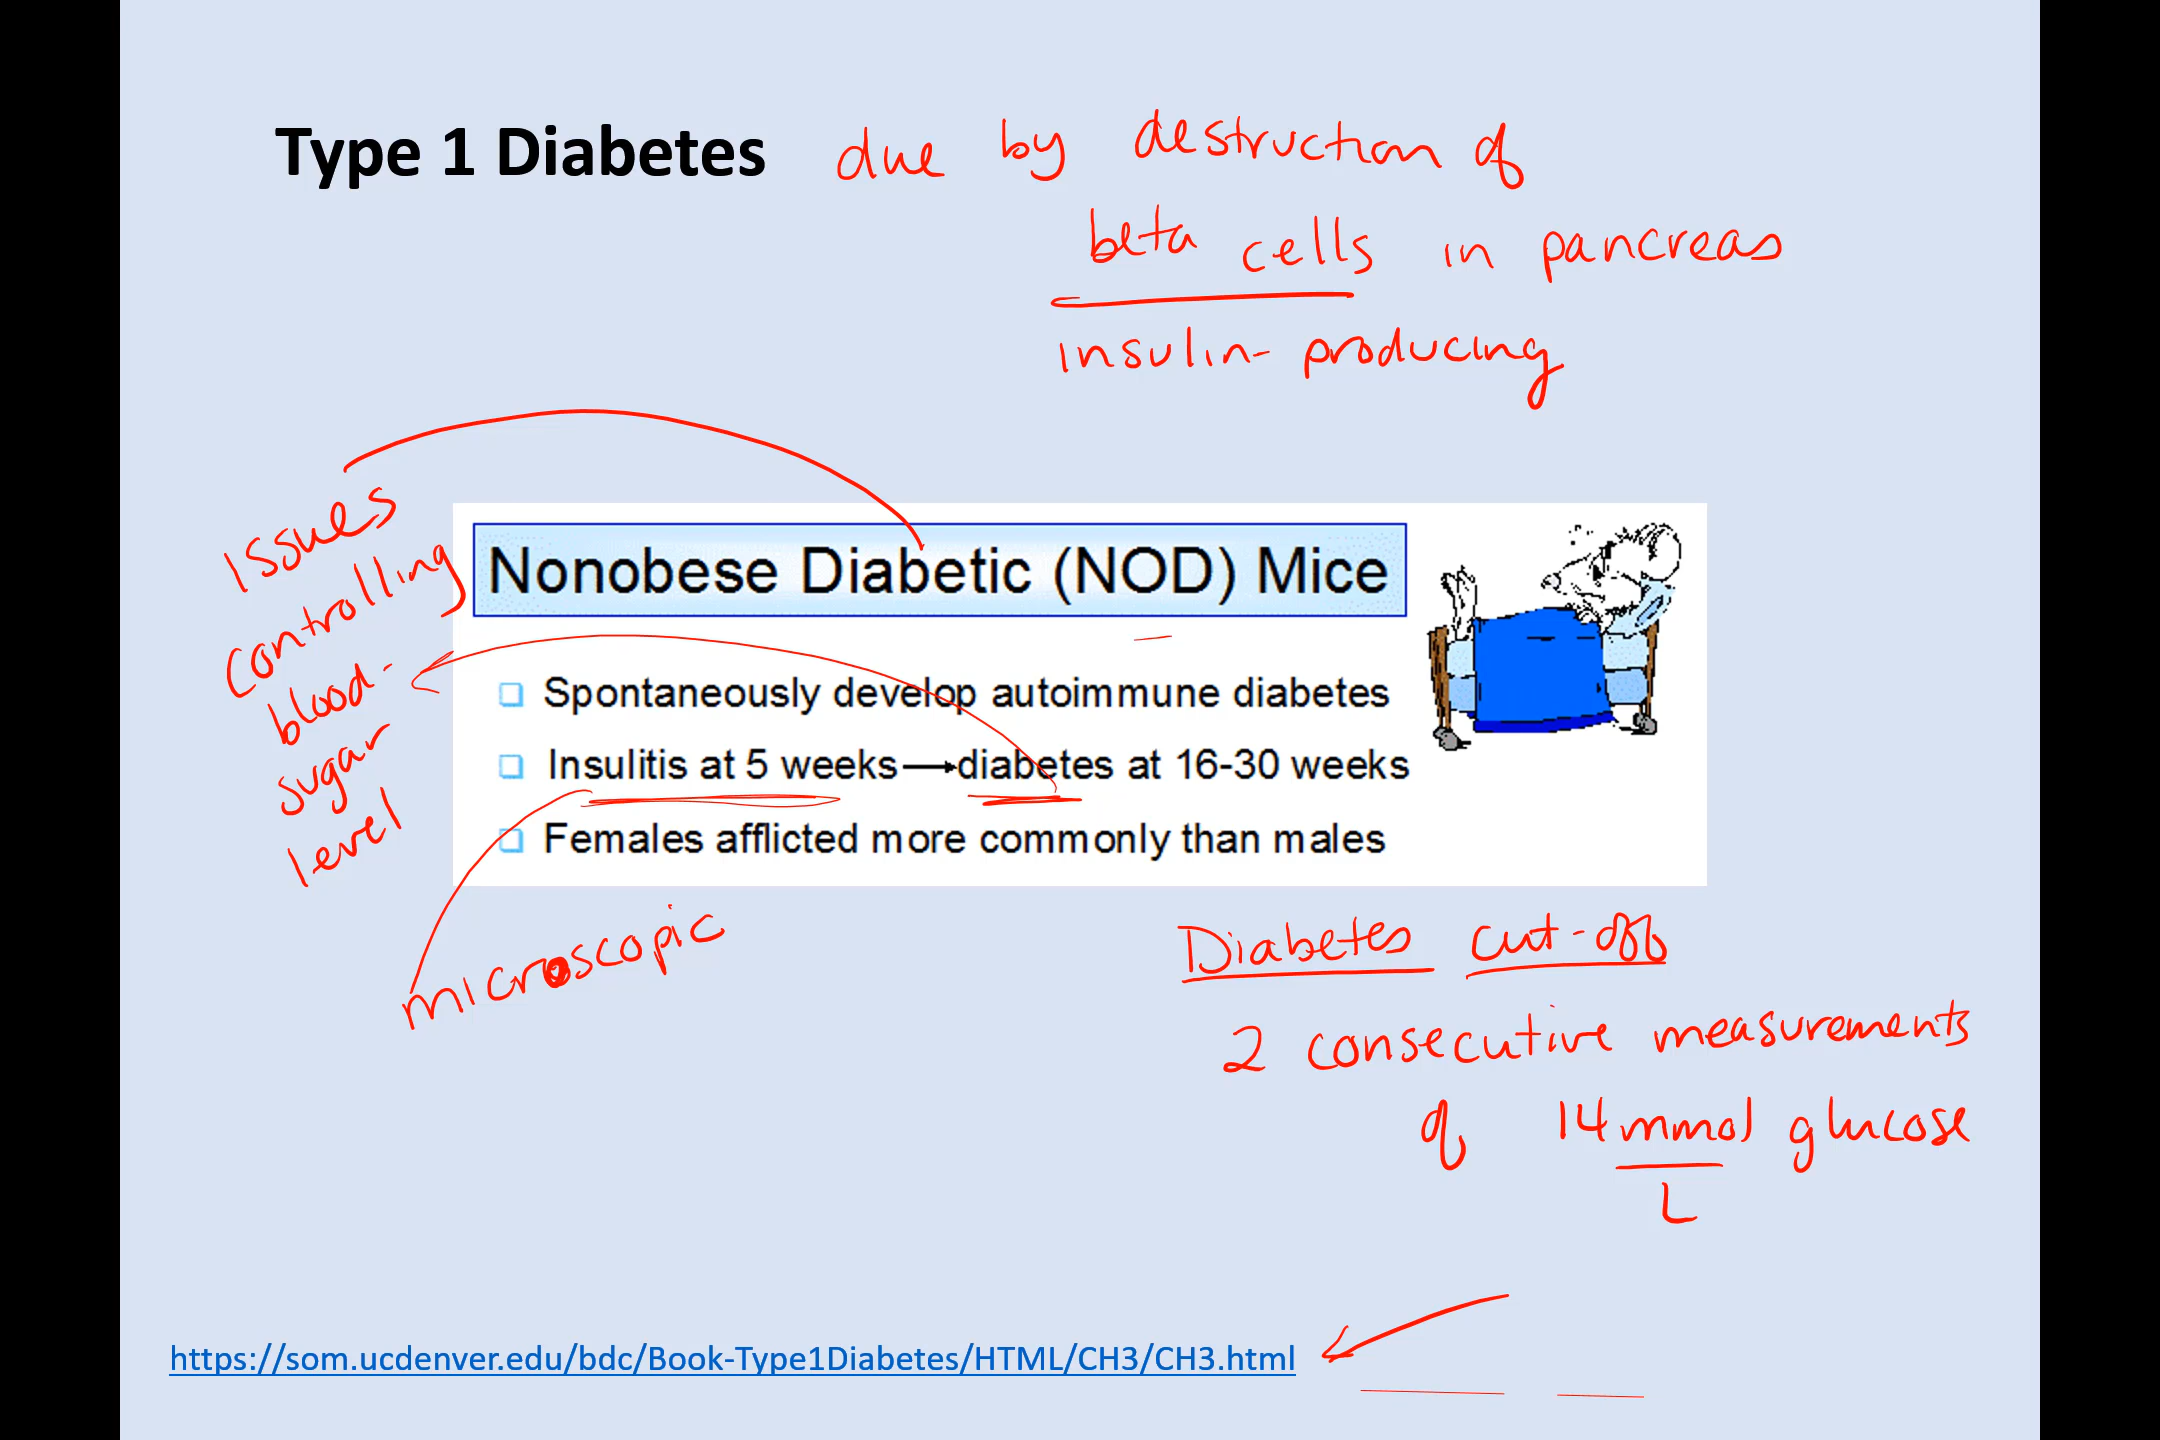 Type 1 Diabetes due by destruction of
beta cells in pancreas
insulin-producing
Issues
controlling
blood-
sugar
level
Nonobese Diabetic (NOD) Mice
Spontaneously develop autoimmune diabetes
Insulitis at 5 weeks→diabetes at 16-30 weeks
Females afflicted more commonly than males
microscopic
Diabetes cut-off
2 consecutive measurements
of 14 mmol glucose
L
https://som.ucdenver.edu/bdc/Book-Type1Diabetes/HTML/CH3/CH3.html